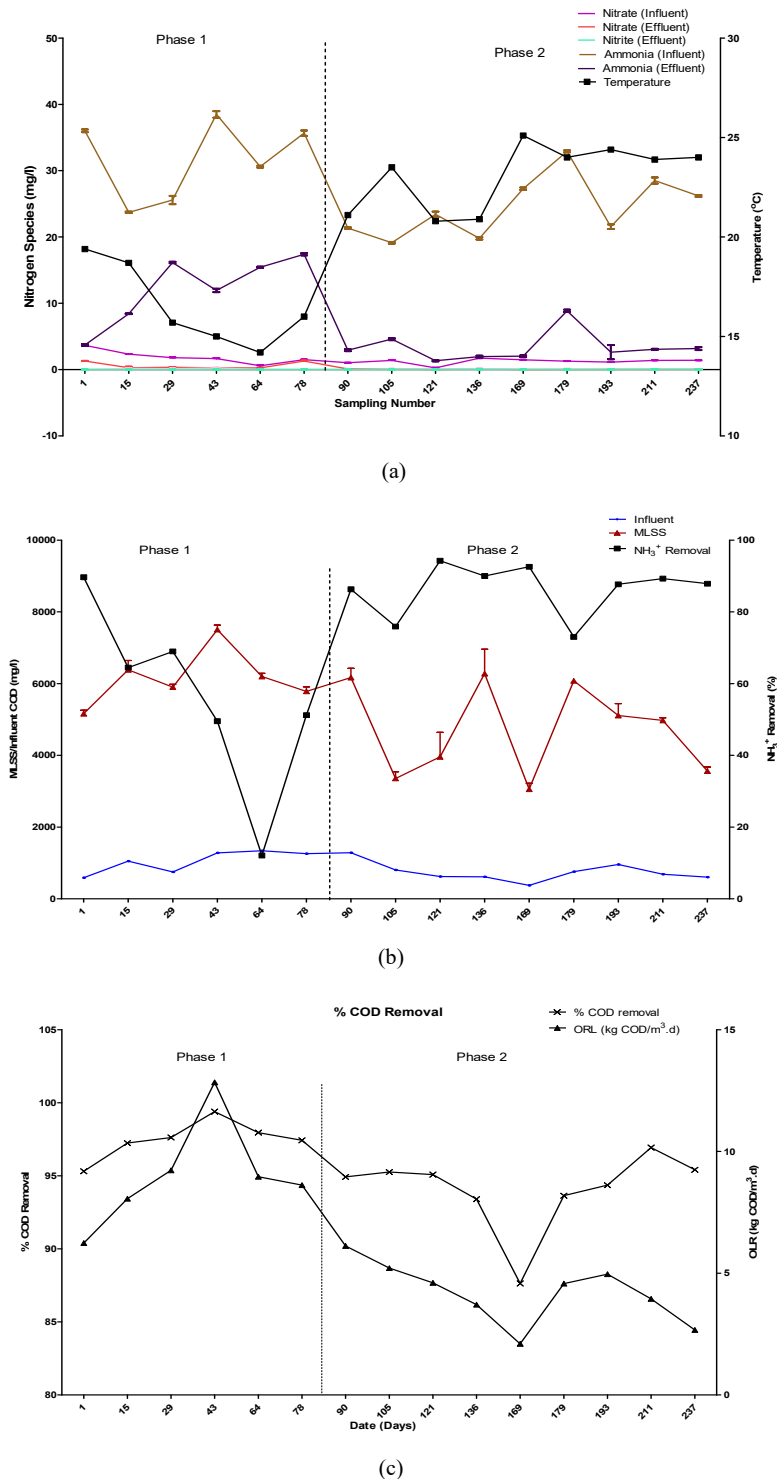 Nitrate (Influent)
Nitrate (Effluent)
Nitrite (Effluent)
Ammonia (Influent)
Ammonia (Effluent)
Temperature
Phase 1
Phase 2
50
40
30
20
10
0
-10
Nitrogen Species (mg/l)
30
25
20
15
10
Temperature (°C)
1 15 29 43 64 78 90 105 121 136 169 179 193 211 237
Sampling Number
(a)
Influent
MLSS
NH₃⁺ Removal
Phase 1
Phase 2
10000
8000
6000
4000
2000
0
MLSS/Influent COD (mg/l)
100
80
60
40
20
0
NH₃⁺ Removal (%)
1 15 29 43 64 78 90 105 121 136 169 179 193 211 237
(b)
% COD Removal
% COD removal
ORL (kg COD/m³.d)
Phase 1
Phase 2
105
100
95
90
85
80
% COD Removal
15
10
5
0
OLR (kg COD/m³.d)
1 15 29 43 64 78 90 105 121 136 169 179 193 211 237
Date (Days)
(c)